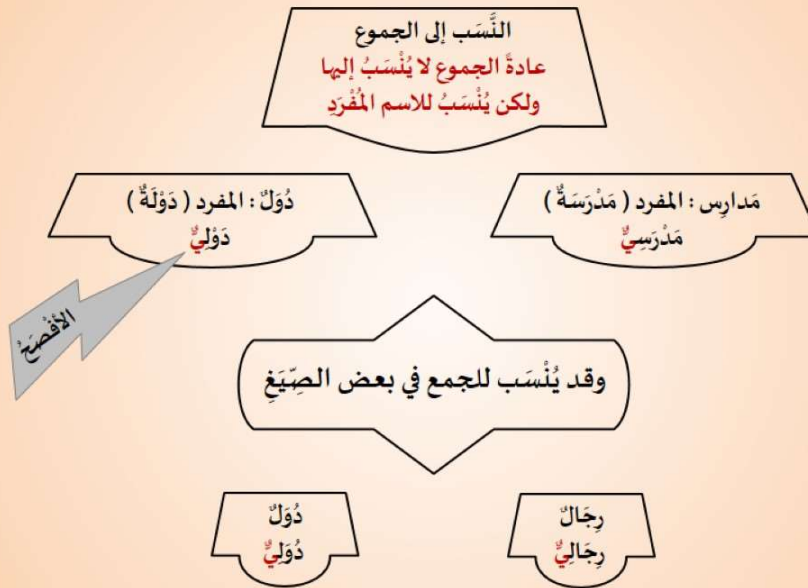 النَّسَب إلى الجموع
عادةً الجموع لا يُنْسَبُ إليها
ولكن يُنْسَبُ للاسم المُفْرَدِ
مَدارِس : المفرد ( مَدْرَسَةٌ )
مَدْرَسِيٌّ
دُوَلٌ : المفرد ( دَوْلَةٌ )
دَوْلِيٌّ
الأفْصَحُ
وقد يُنْسَب للجمع في بعض الصِّيَغِ
رِجَالٌ
رِجَالِيٌّ
دُوَلٌ
دُوَلِيٌّ